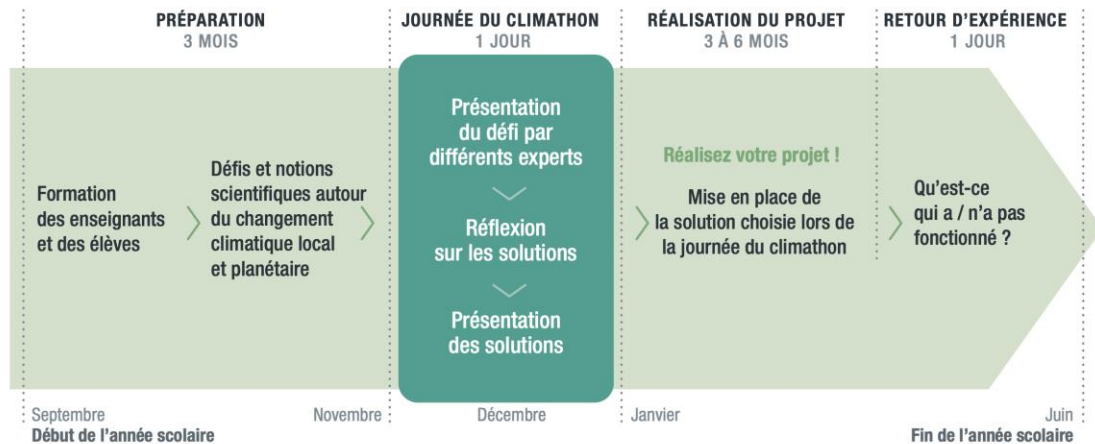 PRÉPARATION
3 MOIS
JOURNÉE DU CLIMATHON
1 JOUR
RÉALISATION DU PROJET
3 À 6 MOIS
RETOUR D'EXPÉRIENCE
1 JOUR
Formation
des enseignants
et des élèves
Défis et notions
scientifiques autour
du changement
climatique local
et planétaire
Présentation
du défi par
différents experts
Réflexion
sur les solutions
Présentation
des solutions
Réalisez votre projet !
Mise en place de
la solution choisie lors de
la journée du climathon
Qu'est-ce
qui a / n'a pas
fonctionné ?
Septembre
Début de l'année scolaire
Novembre
Décembre
Janvier
Juin
Fin de l'année scolaire